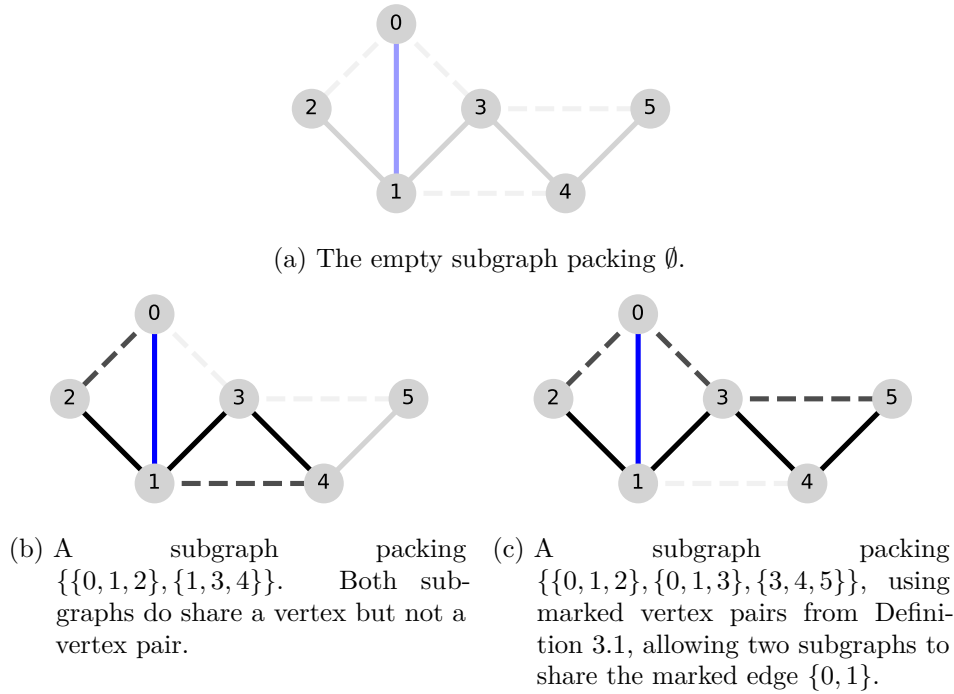 0
2 3 5
1 4
(a) The empty subgraph packing ∅.
0
2 3 5
1 4
0
2 3 5
1 4
(b) A subgraph packing
{{0, 1, 2}, {1, 3, 4}}. Both sub-
graphs do share a vertex but not a
vertex pair.
(c) A subgraph packing
{{0, 1, 2}, {0, 1, 3}, {3, 4, 5}}, using
marked vertex pairs from Defini-
tion 3.1, allowing two subgraphs to
share the marked edge {0, 1}.